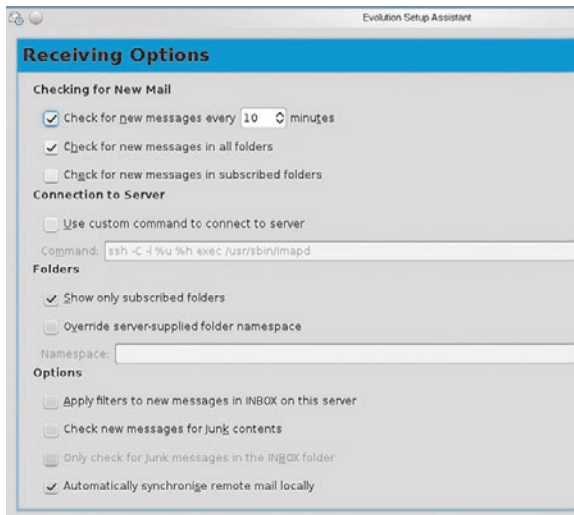 Evolution Setup Assistant
Receiving Options
Checking for New Mail
Check for new messages every 10 minutes
Check for new messages in all folders
Check for new messages in subscribed folders
Connection to Server
Use custom command to connect to server
Command: ssh -C -l %u %h exec /usr/sbin/imapd
Folders
Show only subscribed folders
Override server-supplied folder namespace
Namespace:
Options
Apply filters to new messages in INBOX on this server
Check new messages for Junk contents
Only check for Junk messages in the INBOX folder
Automatically synchronise remote mail locally